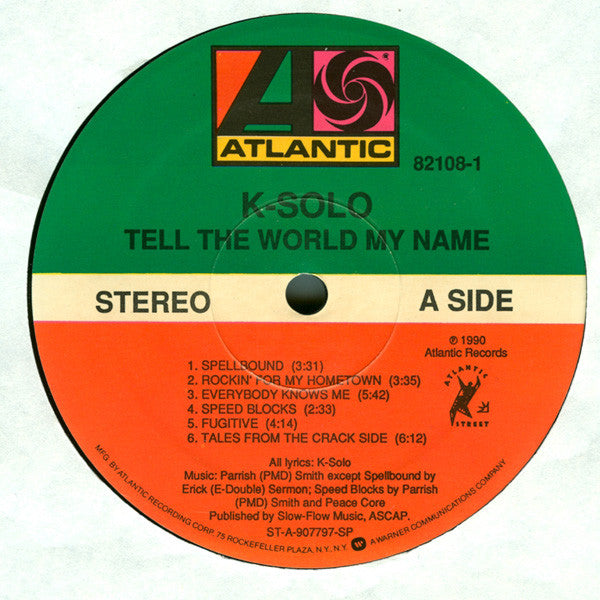 ATLANTIC
82108-1
K-SOLO
TELL THE WORLD MY NAME
STEREO
A SIDE
℗ 1990
Atlantic Records
ATLANTIC
STREET
1. SPELLBOUND (3:31)
2. ROCKIN' FOR MY HOMETOWN (3:35)
3. EVERYBODY KNOWS ME (5:42)
4. SPEED BLOCKS (2:33)
5. FUGITIVE (4:14)
6. TALES FROM THE CRACK SIDE (6:12)
All lyrics: K-Solo
Music: Parrish (PMD) Smith except Spellbound by
Erick (E-Double) Sermon; Speed Blocks by Parrish
(PMD) Smith and Peace Core
Published by Slow-Flow Music, ASCAP.
ST-A-907797-SP
MFG. BY ATLANTIC RECORDING CORP. 75 ROCKEFELLER PLAZA, N.Y., N.Y. A WARNER COMMUNICATIONS COMPANY